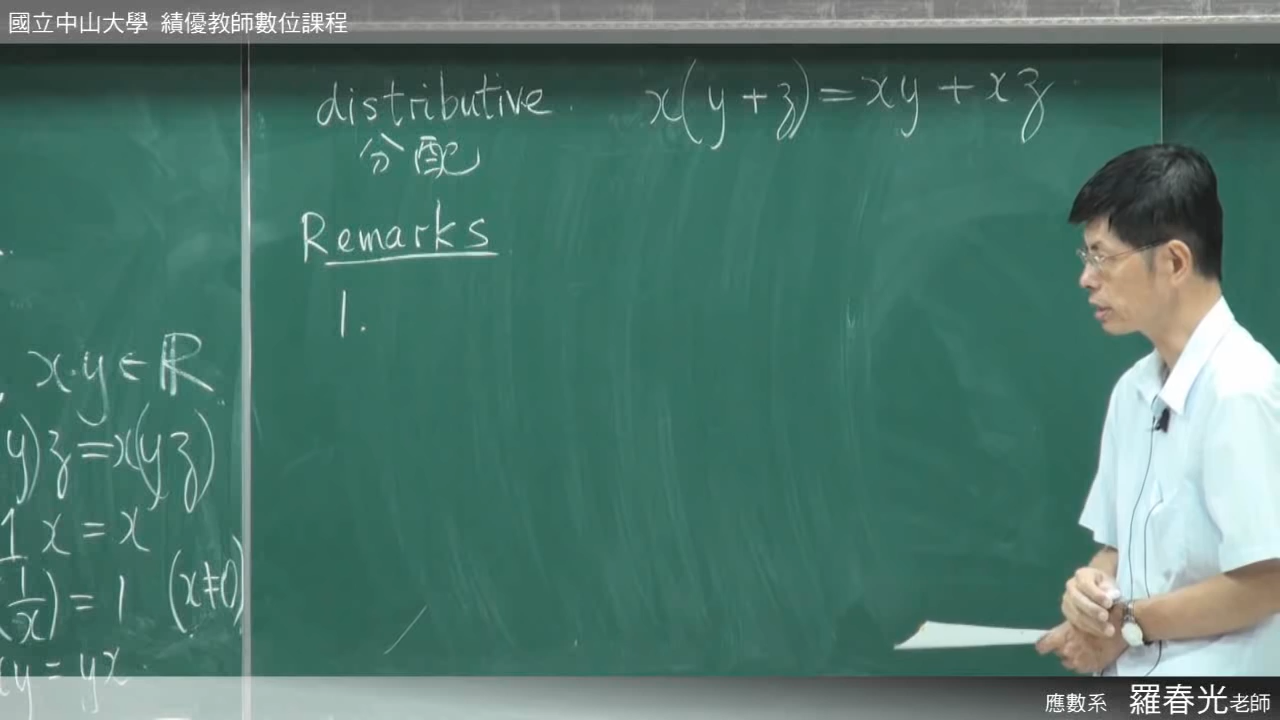 國立中山大學 績優教師數位課程
distributive. x(y+z)=xy+xz
分配
Remarks
1.
x·y∈ℝ
y)z=x(yz)
1x=x
(1/x)=1 (x≠0)
xy=yx.
應數系 羅春光老師